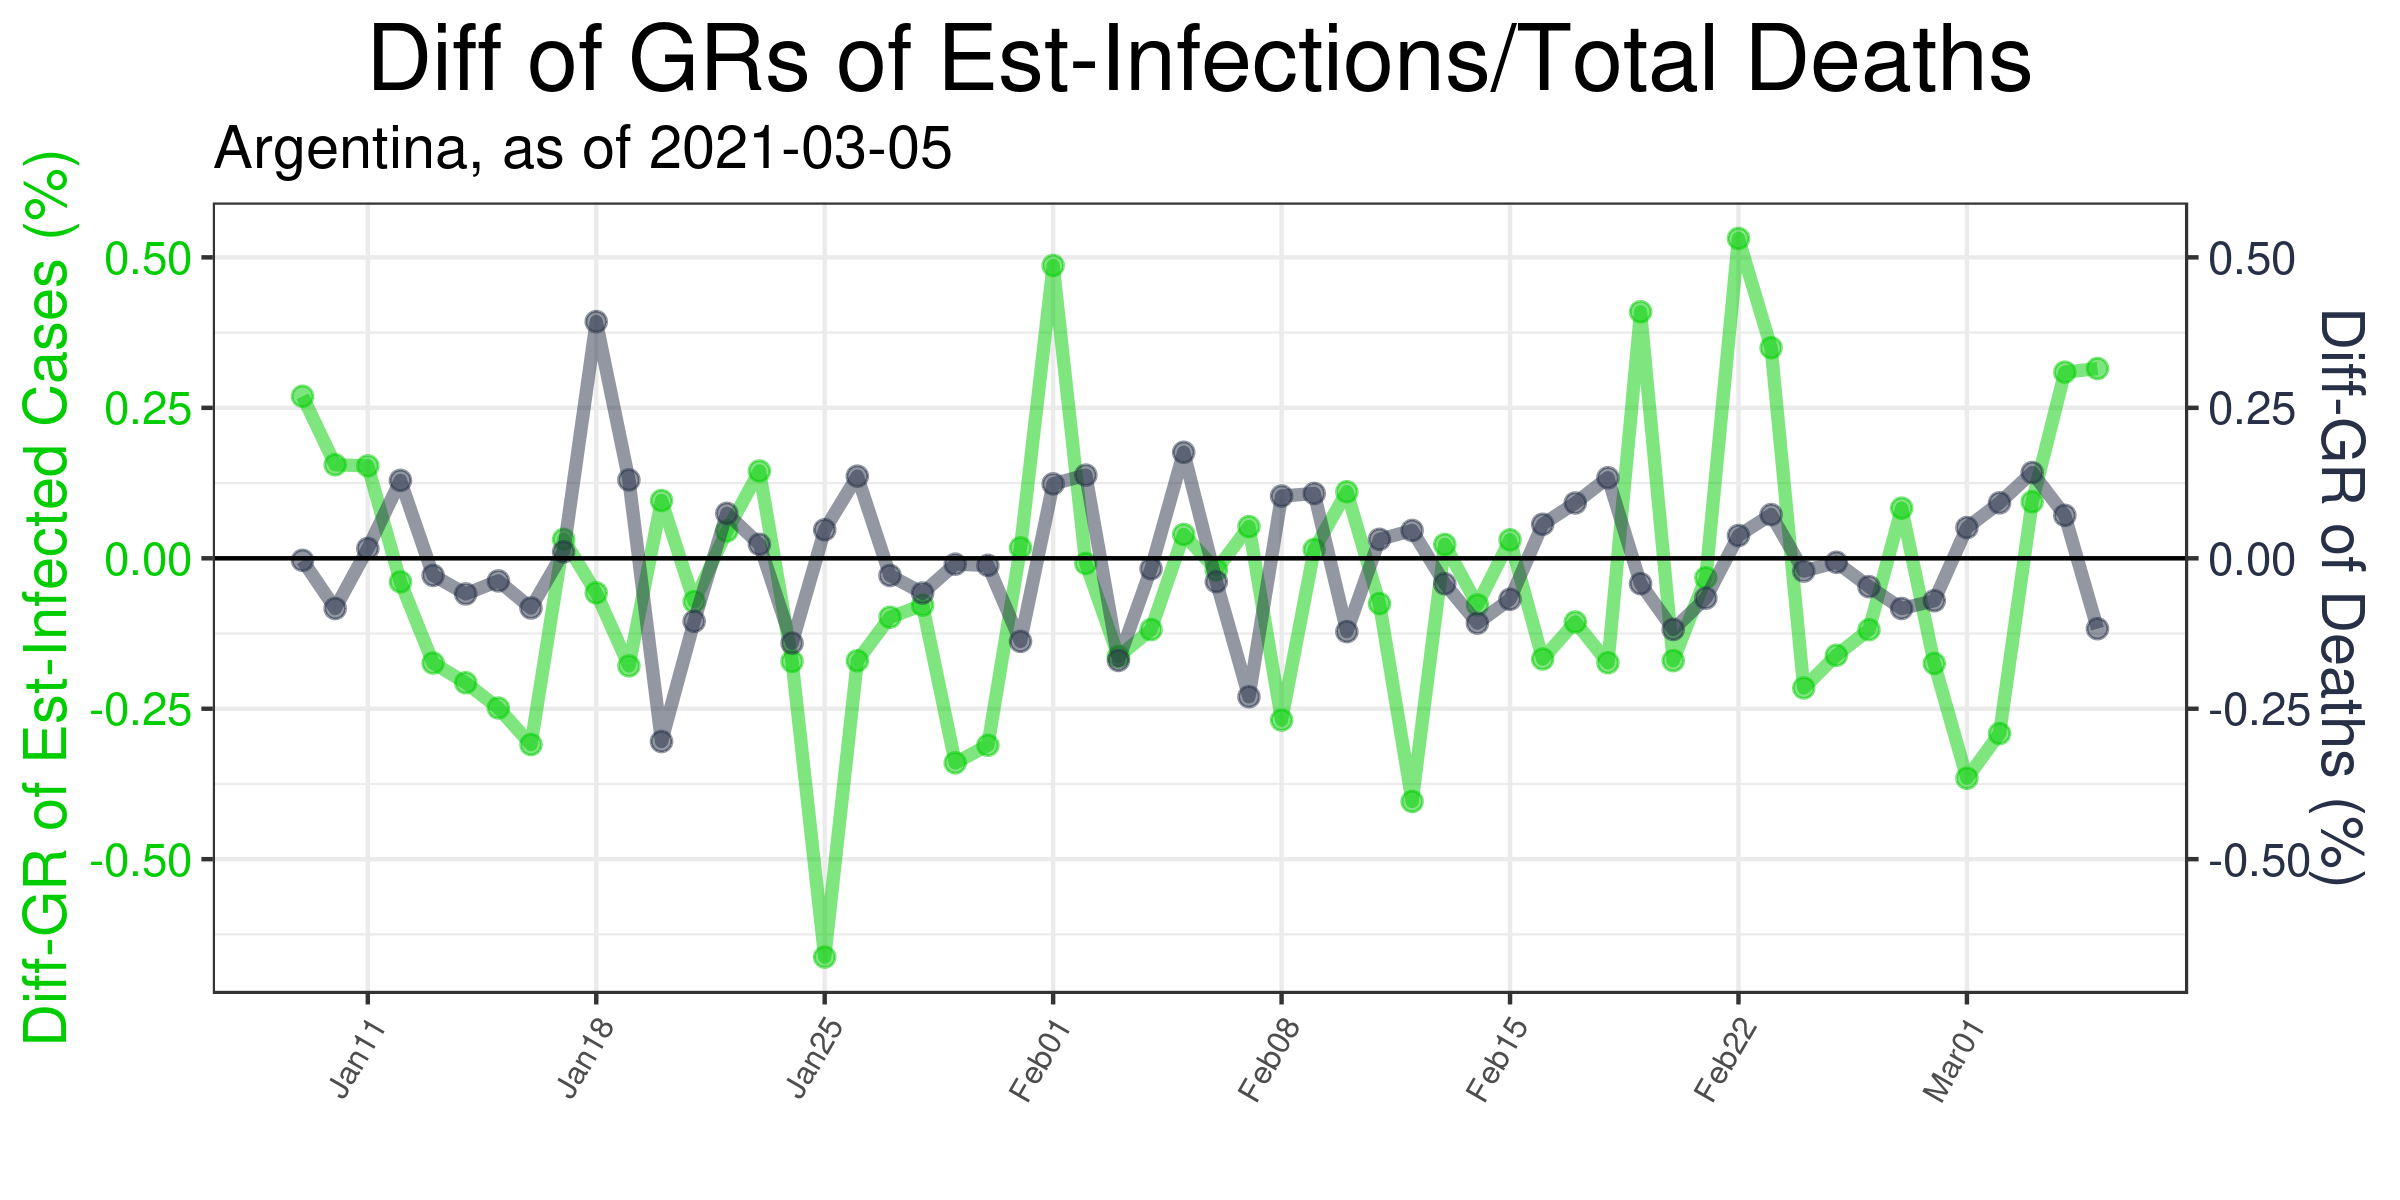 Diff of GRs of Est-Infections/Total Deaths
Argentina, as of 2021-03-05
Diff-GR of Est-Infected Cases (%)
0.50
0.25
0.00
-0.25
-0.50
0.50
0.25
0.00
-0.25
-0.50
Diff-GR of Deaths (%)
Jan11
Jan18
Jan25
Feb01
Feb08
Feb15
Feb22
Mar01